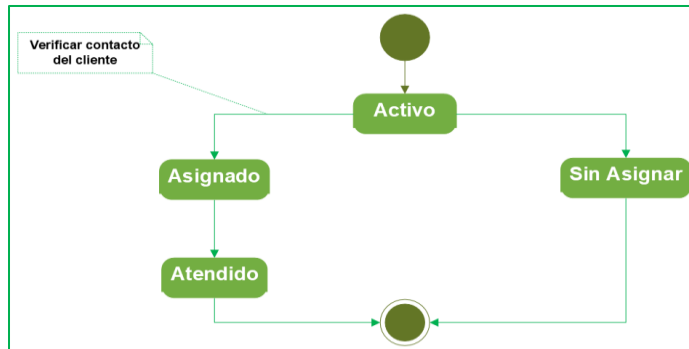 Verificar contacto
del cliente
Activo
Asignado
Sin Asignar
Atendido